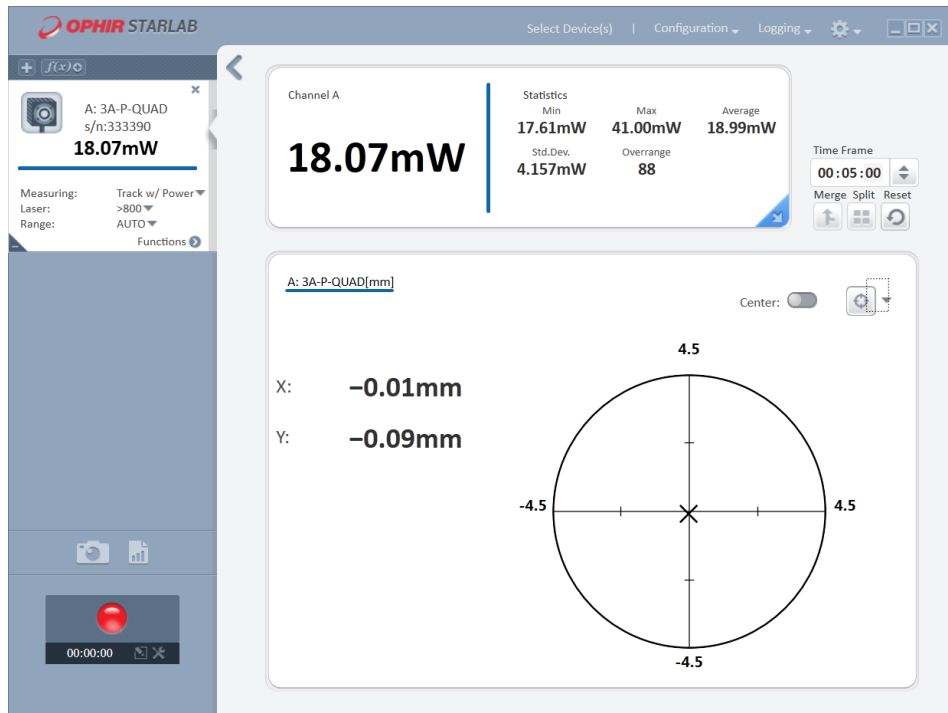 OPHIR STARLAB
Select Device(s) | Configuration Logging
f(x)
A: 3A-P-QUAD
s/n:333390
18.07mW
Measuring: Track w/ Power
Laser: >800
Range: AUTO
Functions
Channel A
18.07mW
Statistics
Min Max Average
17.61mW 41.00mW 18.99mW
Std.Dev. Overrange
4.157mW 88
Time Frame
00:05:00
Merge Split Reset
A: 3A-P-QUAD[mm]
Center:
X: −0.01mm
Y: −0.09mm
4.5
-4.5 4.5
-4.5
00:00:00